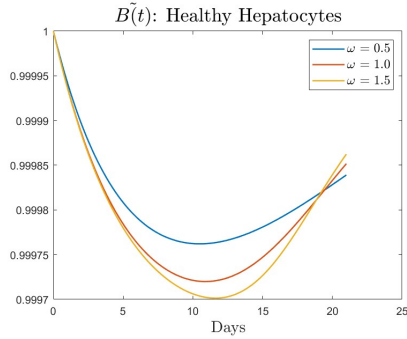 B̃(t): Healthy Hepatocytes
ω = 0.5
ω = 1.0
ω = 1.5
1
0.99995
0.9999
0.99985
0.9998
0.99975
0.9997
0 5 10 15 20 25
Days